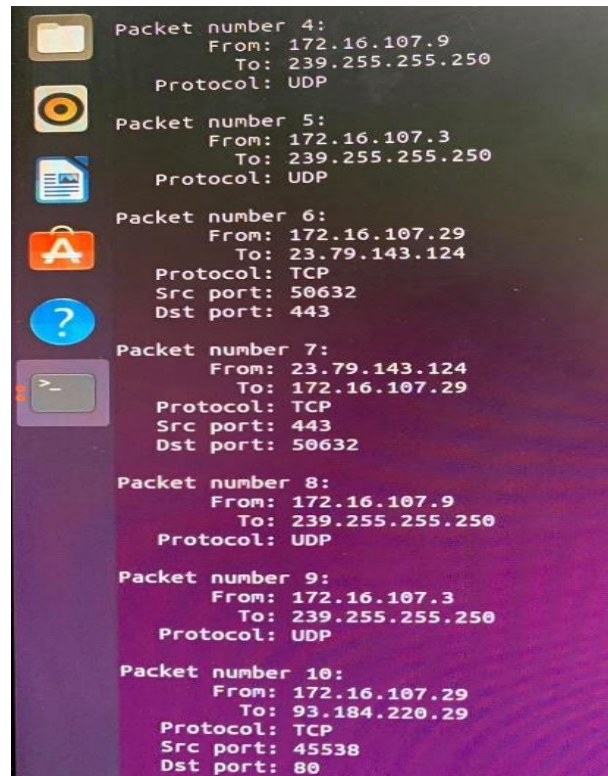 Packet number 4:
From: 172.16.107.9
To: 239.255.255.250
Protocol: UDP
Packet number 5:
From: 172.16.107.3
To: 239.255.255.250
Protocol: UDP
Packet number 6:
From: 172.16.107.29
To: 23.79.143.124
Protocol: TCP
Src port: 50632
Dst port: 443
Packet number 7:
From: 23.79.143.124
To: 172.16.107.29
Protocol: TCP
Src port: 443
Dst port: 50632
Packet number 8:
From: 172.16.107.9
To: 239.255.255.250
Protocol: UDP
Packet number 9:
From: 172.16.107.3
To: 239.255.255.250
Protocol: UDP
Packet number 10:
From: 172.16.107.29
To: 93.184.220.29
Protocol: TCP
Src port: 45538
Dst port: 80